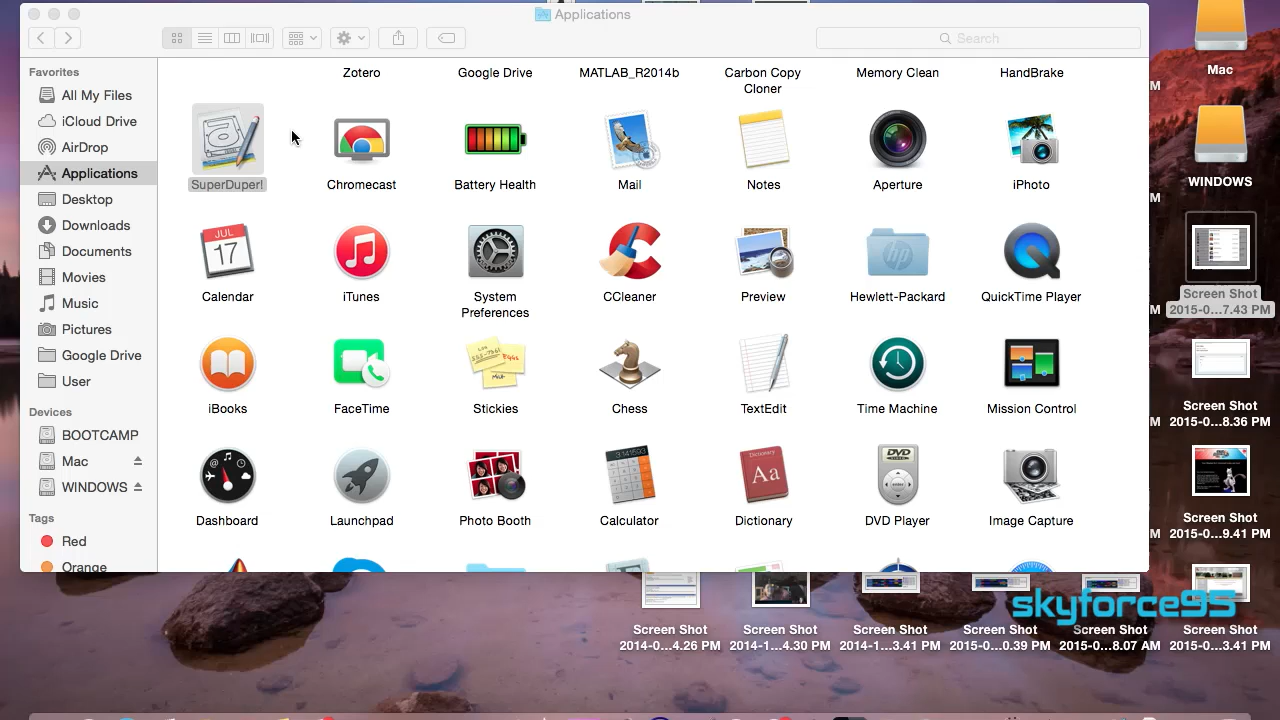 Applications
Search
Favorites
All My Files
iCloud Drive
AirDrop
Applications
Desktop
Downloads
Documents
Movies
Music
Pictures
Google Drive
User
Devices
BOOTCAMP
Mac
WINDOWS
Tags
Red
Orange
Zotero
Google Drive
MATLAB_R2014b
Carbon Copy
Cloner
Memory Clean
HandBrake
SuperDuper!
Chromecast
Battery Health
Mail
Notes
Aperture
iPhoto
JUL
17
Calendar
iTunes
System
Preferences
CCleaner
Preview
Hewlett-Packard
QuickTime Player
iBooks
FaceTime
Stickies
Chess
TextEdit
Time Machine
Mission Control
Dashboard
Launchpad
Photo Booth
3.141593
Calculator
Dictionary
Aa
Dictionary
DVD
DVD Player
Image Capture
Mac
M
WINDOWS
M
Screen Shot
M
2015-0...7.43 PM
Screen Shot
M
2015-0...8.36 PM
Screen Shot
M
2015-0...9.41 PM
skyforce95
Screen Shot
2014-0...4.26 PM
Screen Shot
2014-1...4.30 PM
Screen Shot
2014-1...3.41 PM
Screen Shot
2015-0...0.39 PM
Screen Shot
2015-0...8.07 AM
Screen Shot
2015-0...3.41 PM